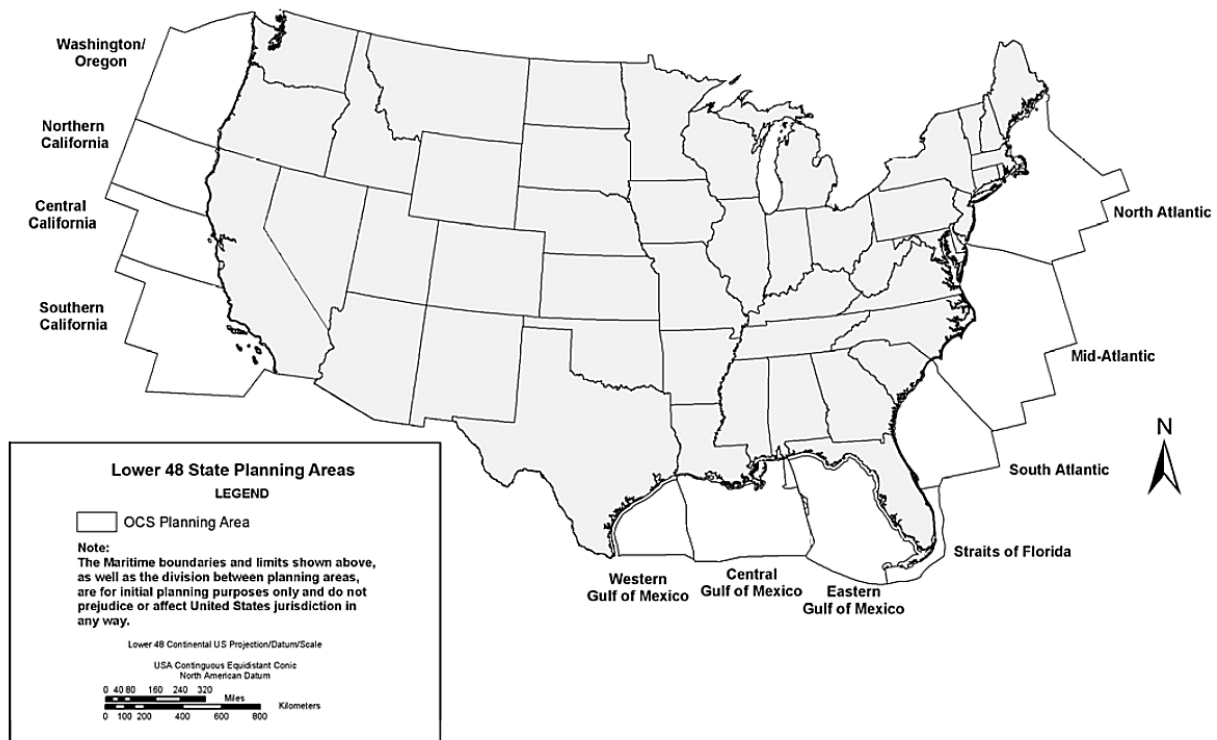 Washington/
Oregon
Northern
California
Central
California
Southern
California
North Atlantic
Mid-Atlantic
N
South Atlantic
Straits of Florida
Western
Gulf of Mexico
Central
Gulf of Mexico
Eastern
Gulf of Mexico
Lower 48 State Planning Areas
LEGEND
OCS Planning Area
Note:
The Maritime boundaries and limits shown above,
as well as the division between planning areas,
are for initial planning purposes only and do not
prejudice or affect United States jurisdiction in
any way.
Lower 48 Continental US Projection/Datum/Scale
USA Continguous Equidistant Conic
North American Datum
0 40 80 160 240 320
Miles
Kilometers
0 100 200 400 600 800